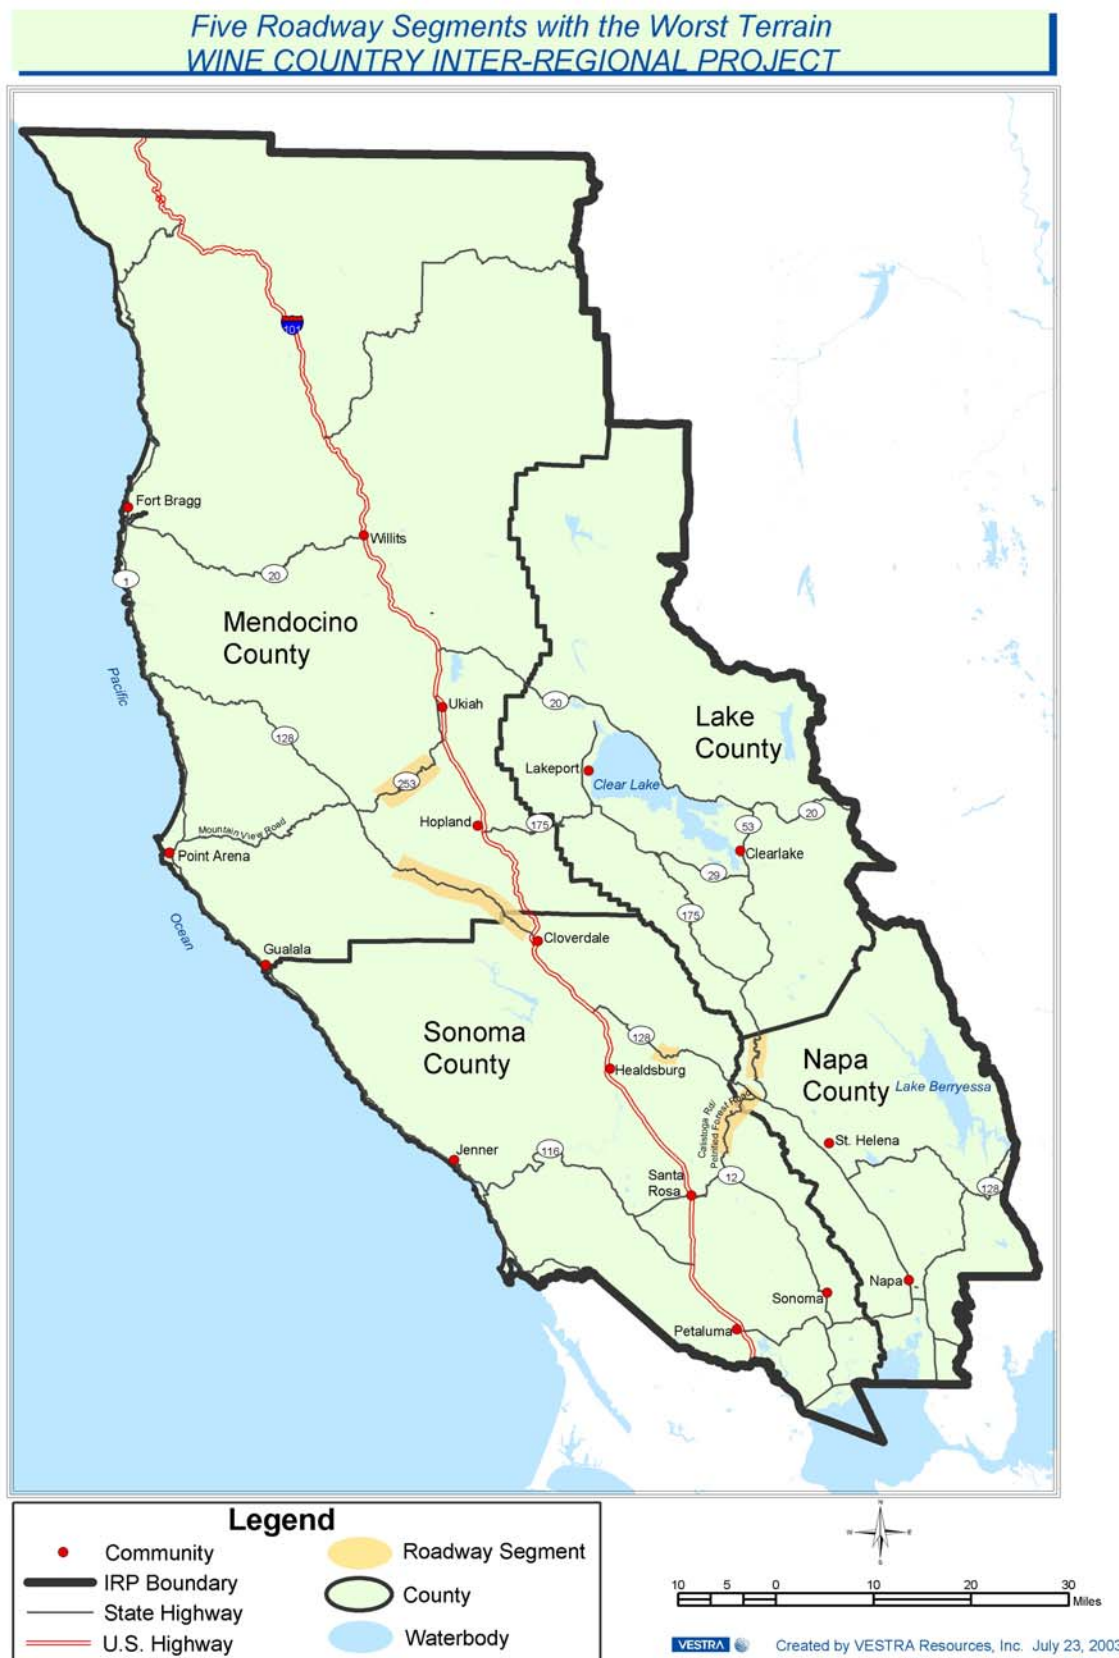 Five Roadway Segments with the Worst Terrain
WINE COUNTRY INTER-REGIONAL PROJECT
101
Fort Bragg
Willits
1
20
Mendocino
County
Pacific
Ukiah
20
Lake
County
128
Lakeport
Clear Lake
253
Hopland
175
53
20
Mountain View Road
Point Arena
Clearlake
29
175
Ocean
Gualala
Cloverdale
Sonoma
County
128
Napa
County
Healdsburg
Lake Berryessa
Calistoga Rd/
Petrified Forest Road
St. Helena
Jenner
116
Santa
Rosa
12
128
Napa
Sonoma
Petaluma
Legend
Community
IRP Boundary
State Highway
U.S. Highway
Roadway Segment
County
Waterbody
N
W
E
S
10 5 0 10 20 30
Miles
VESTRA
Created by VESTRA Resources, Inc. July 23, 2003